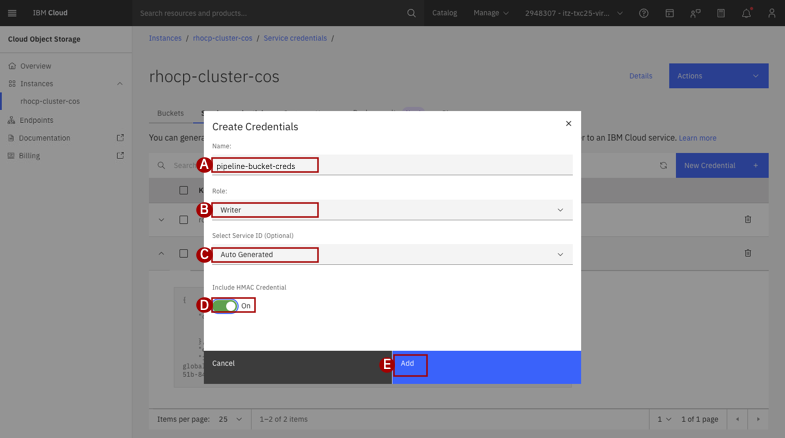 IBM Cloud
Search resources and products...
Catalog
Manage
2948307 - itz-txc25-vir...
Cloud Object Storage
Overview
Instances
rhocp-cluster-cos
Endpoints
Documentation
Billing
Instances / rhocp-cluster-cos / Service credentials /
rhocp-cluster-cos
Details
Actions
Buckets
You can gener
r to an IBM Cloud service. Learn more
Search
New Credential +
Create Credentials
Name:
A pipeline-bucket-creds
Role:
B Writer
Select Service ID (Optional)
C Auto Generated
Include HMAC Credential
D On
Cancel
E Add
{
},
globa
Items per page: 25
1–2 of 2 items
1
1 of 1 page